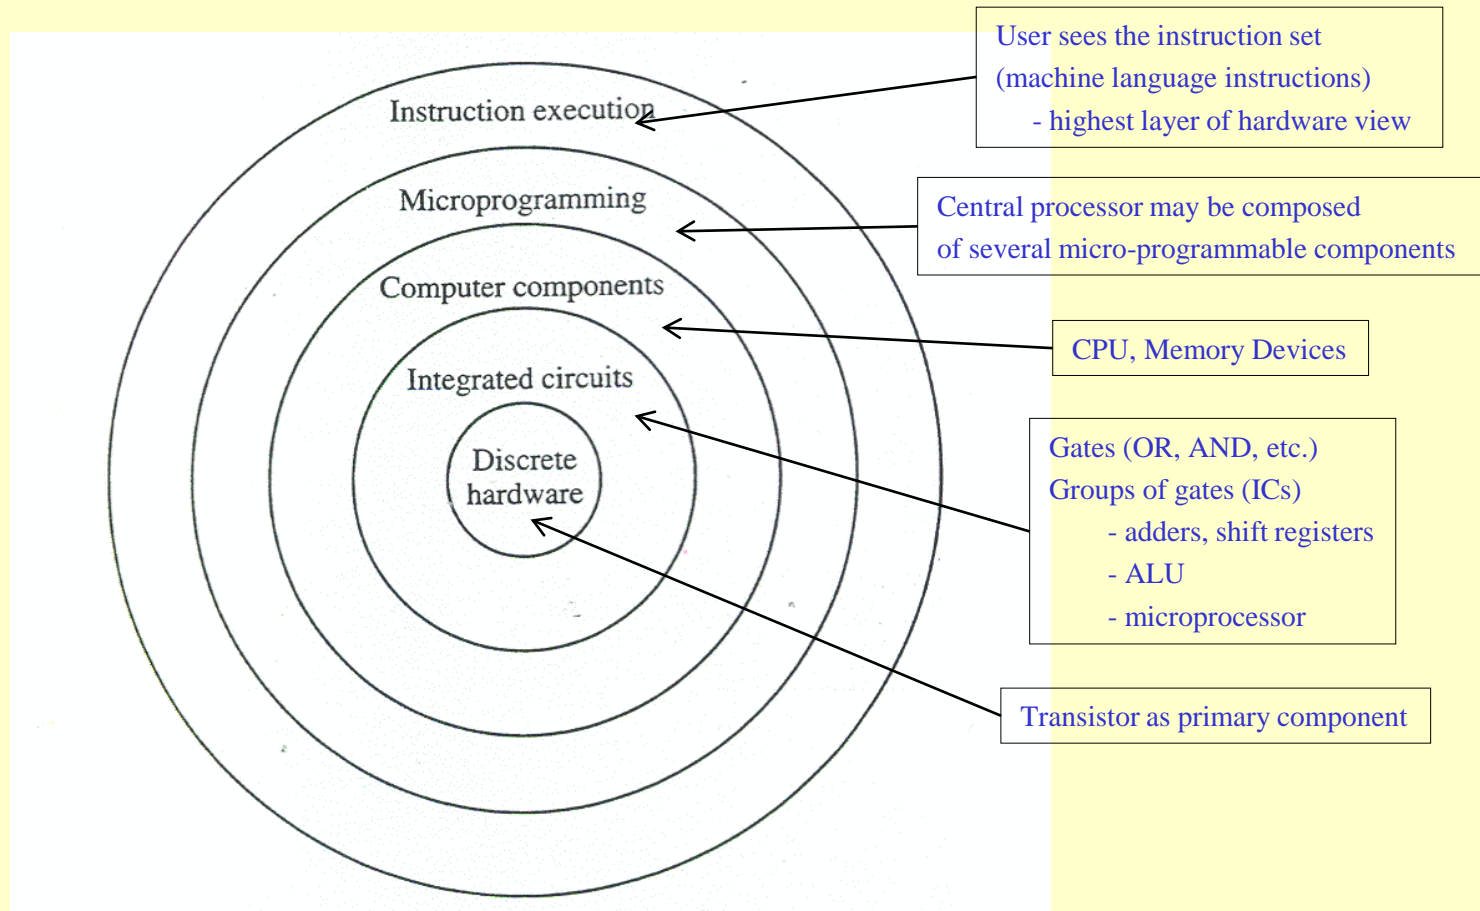 User sees the instruction set
(machine language instructions)
- highest layer of hardware view
Instruction execution
Microprogramming
Central processor may be composed
of several micro-programmable components
Computer components
CPU, Memory Devices
Integrated circuits
Gates (OR, AND, etc.)
Groups of gates (ICs)
- adders, shift registers
- ALU
- microprocessor
Discrete
hardware
Transistor as primary component